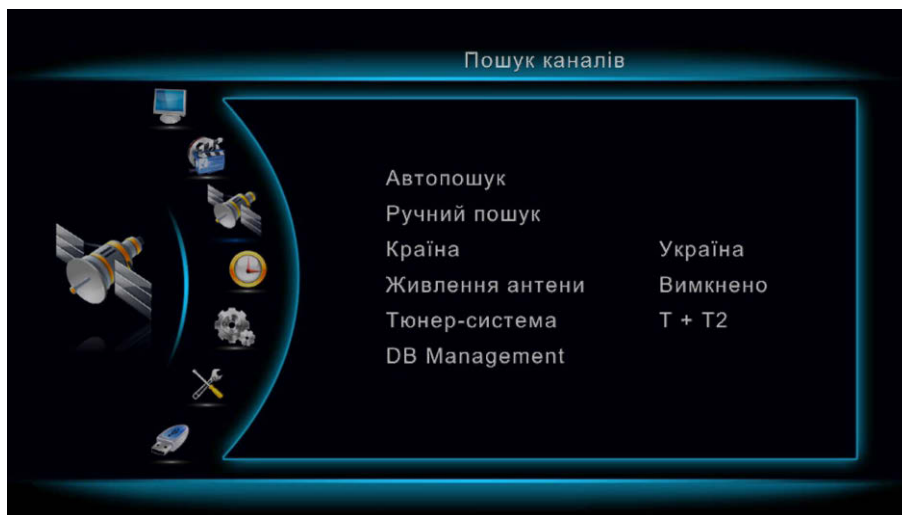 Пошук каналів
Автопошук
Ручний пошук
Країна Україна
Живлення антени Вимкнено
Тюнер-система T + T2
DB Management